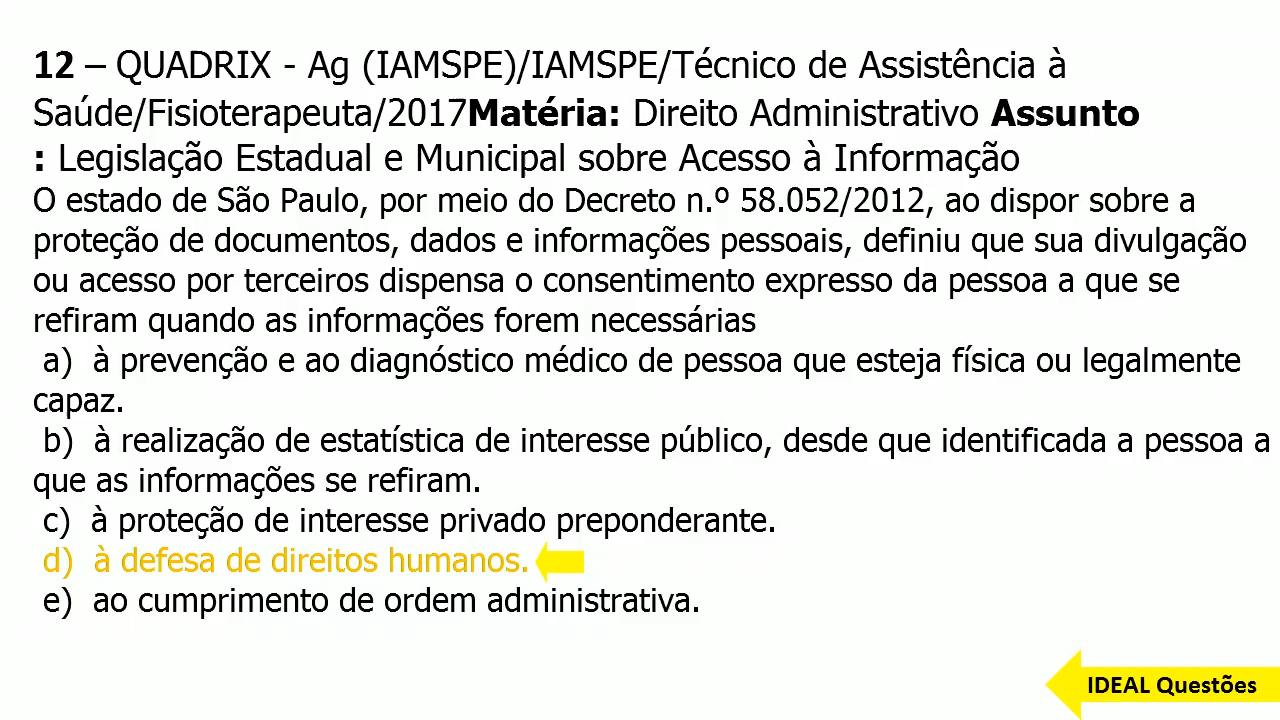 12 – QUADRIX - Ag (IAMSPE)/IAMSPE/Técnico de Assistência à
Saúde/Fisioterapeuta/2017Matéria: Direito Administrativo Assunto
: Legislação Estadual e Municipal sobre Acesso à Informação
O estado de São Paulo, por meio do Decreto n.º 58.052/2012, ao dispor sobre a
proteção de documentos, dados e informações pessoais, definiu que sua divulgação
ou acesso por terceiros dispensa o consentimento expresso da pessoa a que se
refiram quando as informações forem necessárias
a) à prevenção e ao diagnóstico médico de pessoa que esteja física ou legalmente
capaz.
b) à realização de estatística de interesse público, desde que identificada a pessoa a
que as informações se refiram.
c) à proteção de interesse privado preponderante.
d) à defesa de direitos humanos.
e) ao cumprimento de ordem administrativa.
IDEAL Questões